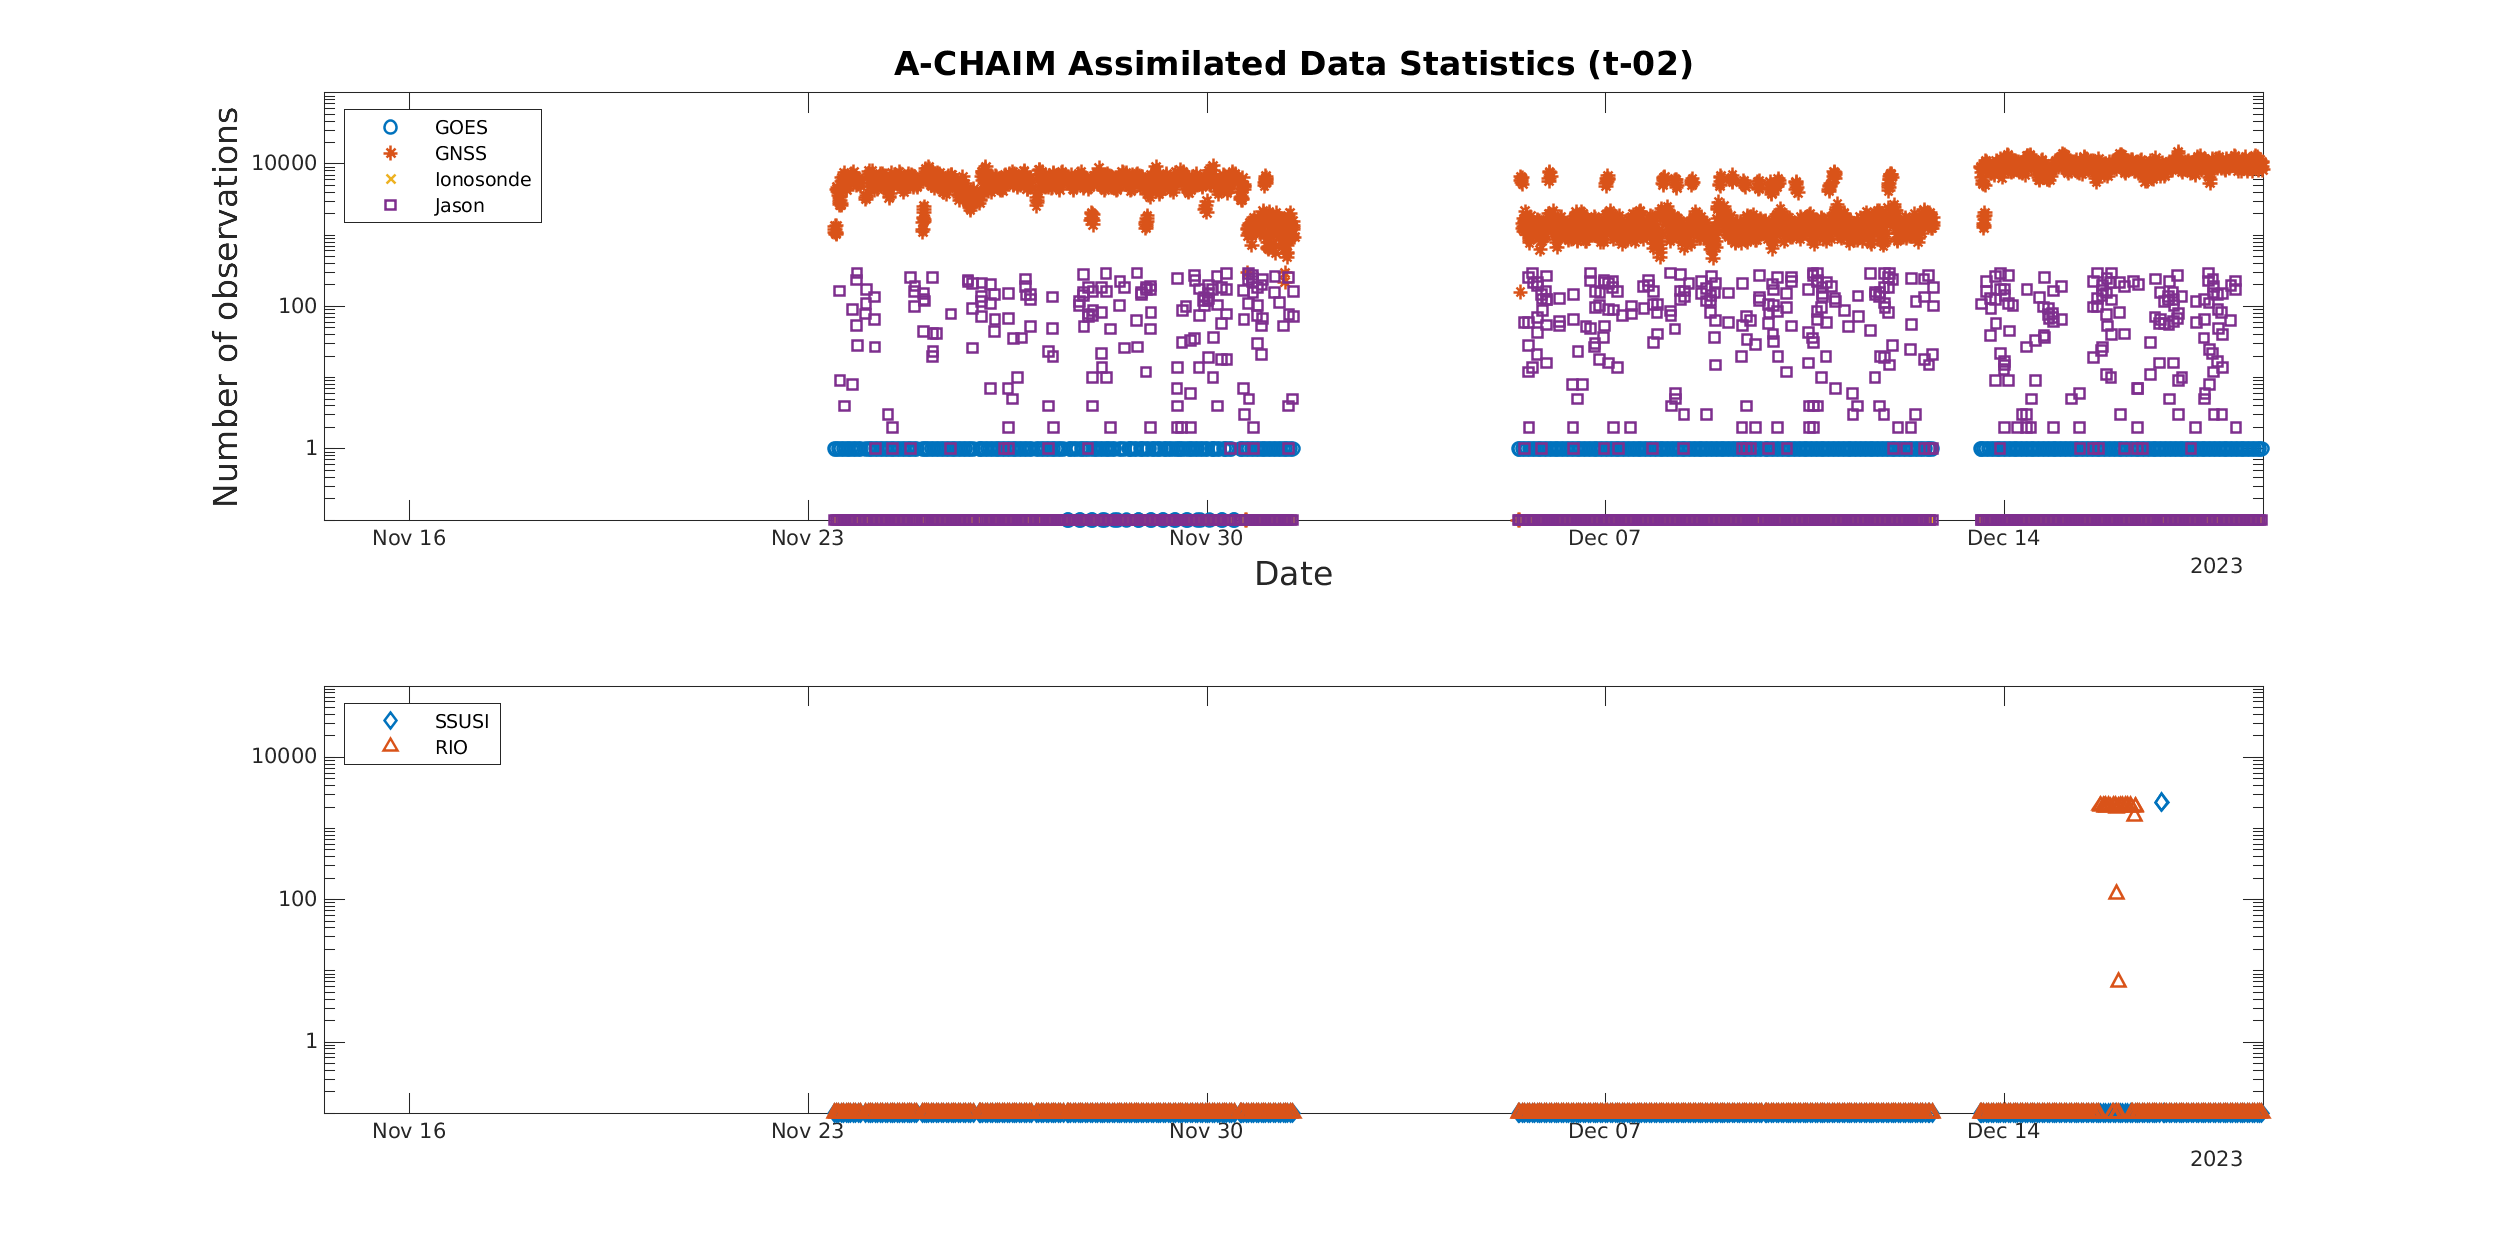 A-CHAIM Assimilated Data Statistics (t-02)
Number of observations
GOES
GNSS
Ionosonde
Jason
10000
100
1
Nov 16 Nov 23 Nov 30 Dec 07 Dec 14
2023
Date
SSUSI
RIO
10000
100
1
Nov 16 Nov 23 Nov 30 Dec 07 Dec 14
2023